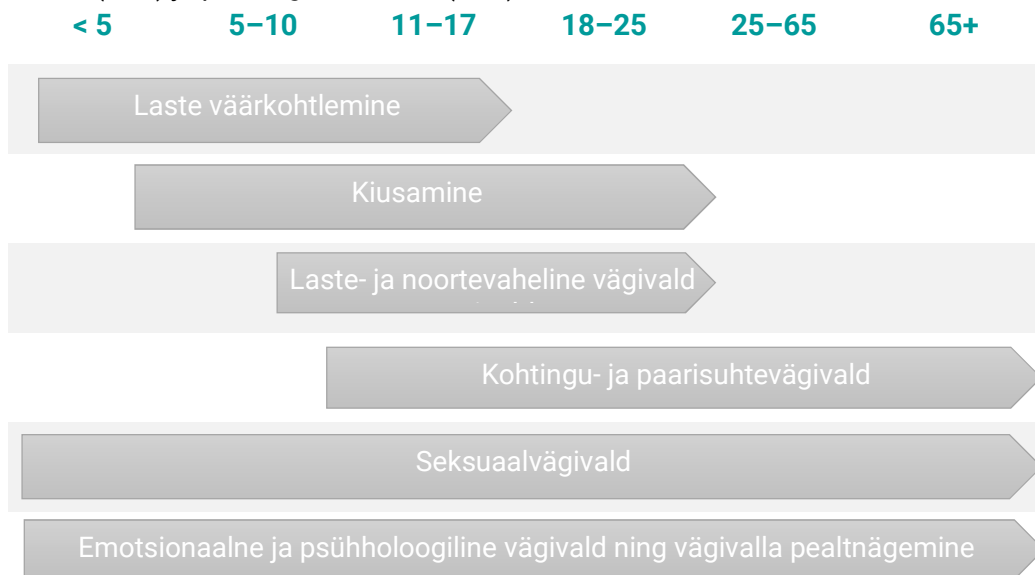 < 5 5–10 11–17 18–25 25–65 65+
Laste väärkohtlemine
Kiusamine
Laste- ja noortevaheline vägivald
Kohtingu- ja paarisuhtevägivald
Seksuaalvägivald
Emotsionaalne ja psühholoogiline vägivald ning vägivalla pealtnägemine